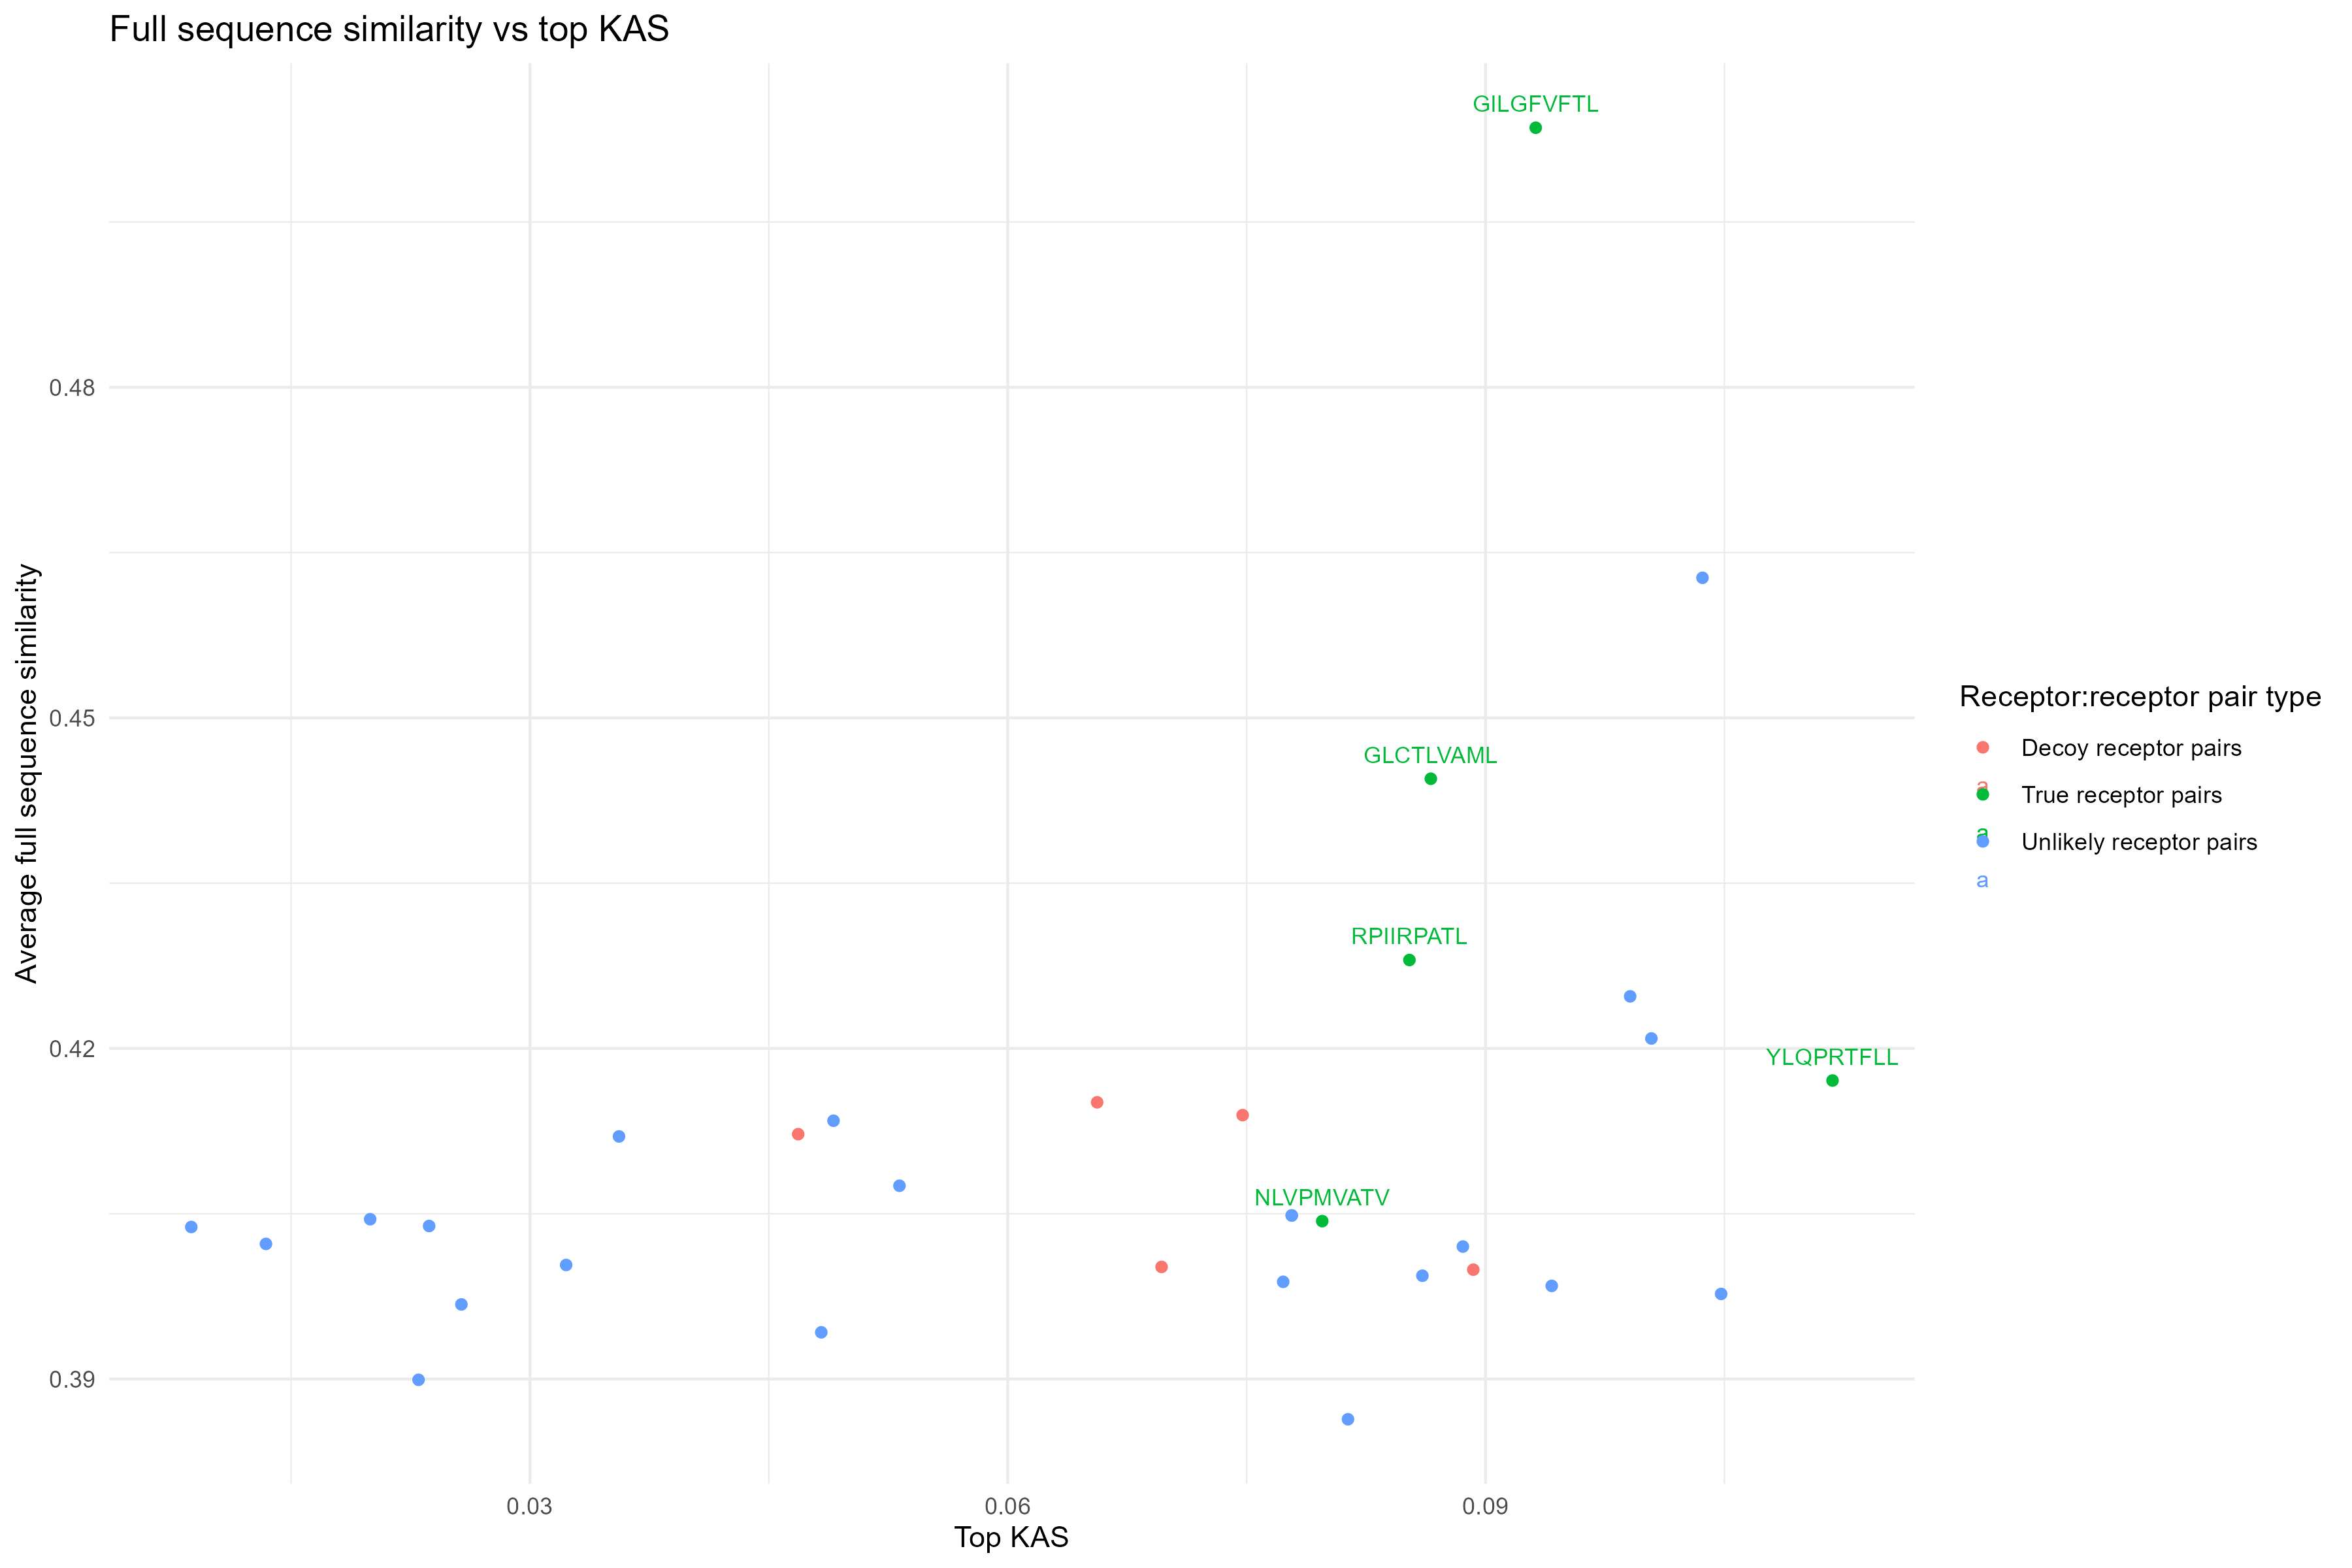 Full sequence similarity vs top KAS
GILGFVFTL
0.48
0.45
GLCTLVAML
RPIIRPATL
0.42
YLQPRTFLL
NLVPMVATV
0.39
0.03
0.06
0.09
Top KAS
Average full sequence similarity
Receptor:receptor pair type
Decoy receptor pairs
a
True receptor pairs
a
Unlikely receptor pairs
a